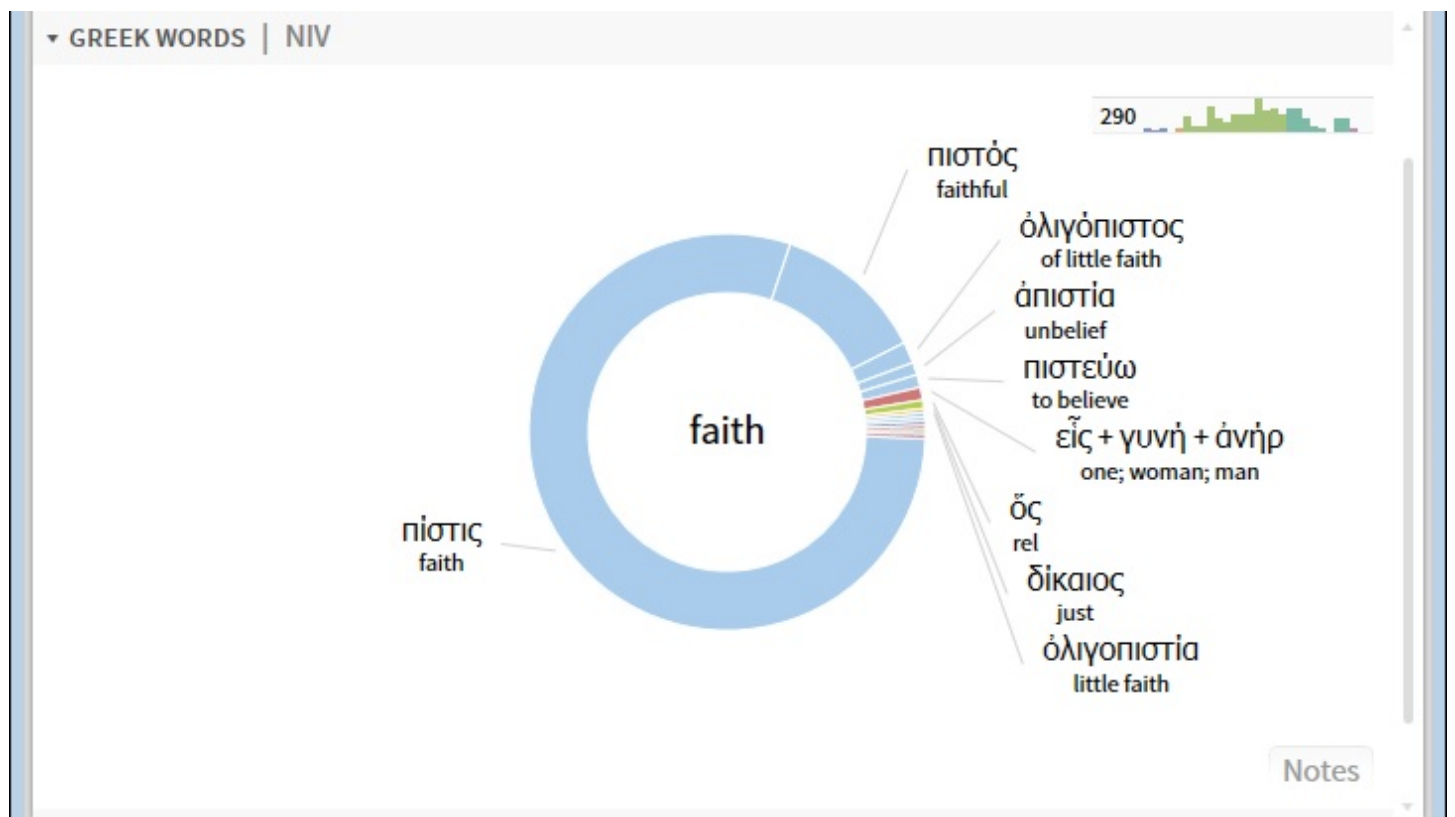 GREEK WORDS | NIV
290
πιστός
faithful
ὀλιγόπιστος
of little faith
ἀπιστία
unbelief
πιστεύω
to believe
εἷς + γυνή + ἀνήρ
one; woman; man
faith
ὅς
rel
πίστις
faith
δίκαιος
just
ὀλιγοπιστία
little faith
Notes